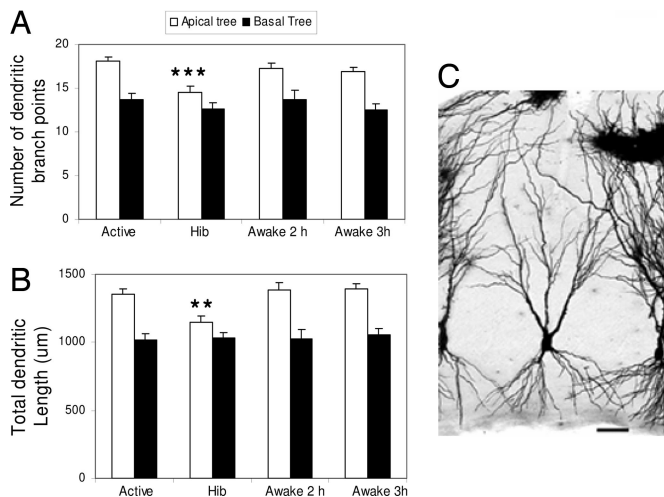 A
Apical tree Basal Tree
Number of dendritic
branch points
20
15
10
5
0
***
Active Hib Awake 2 h Awake 3h
B
Total dendritic
Length (um)
1500
1000
500
0
**
Active Hib Awake 2 h Awake 3h
C